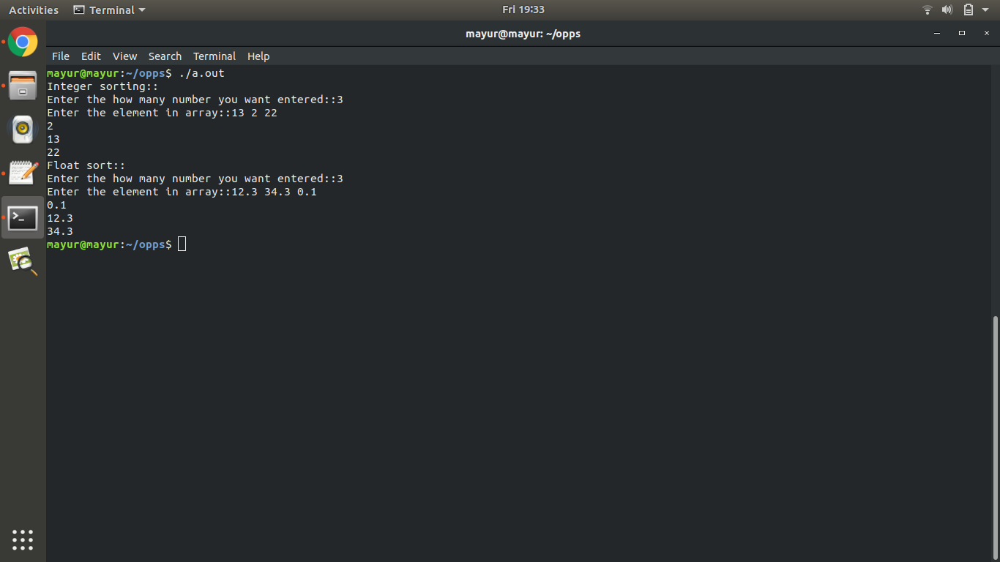 Activities Terminal Fri 19:33
mayur@mayur: ~/opps
File Edit View Search Terminal Help
mayur@mayur:~/opps$ ./a.out
Integer sorting::
Enter the how many number you want entered::3
Enter the element in array::13 2 22
2
13
22
Float sort::
Enter the how many number you want entered::3
Enter the element in array::12.3 34.3 0.1
0.1
12.3
34.3
mayur@mayur:~/opps$